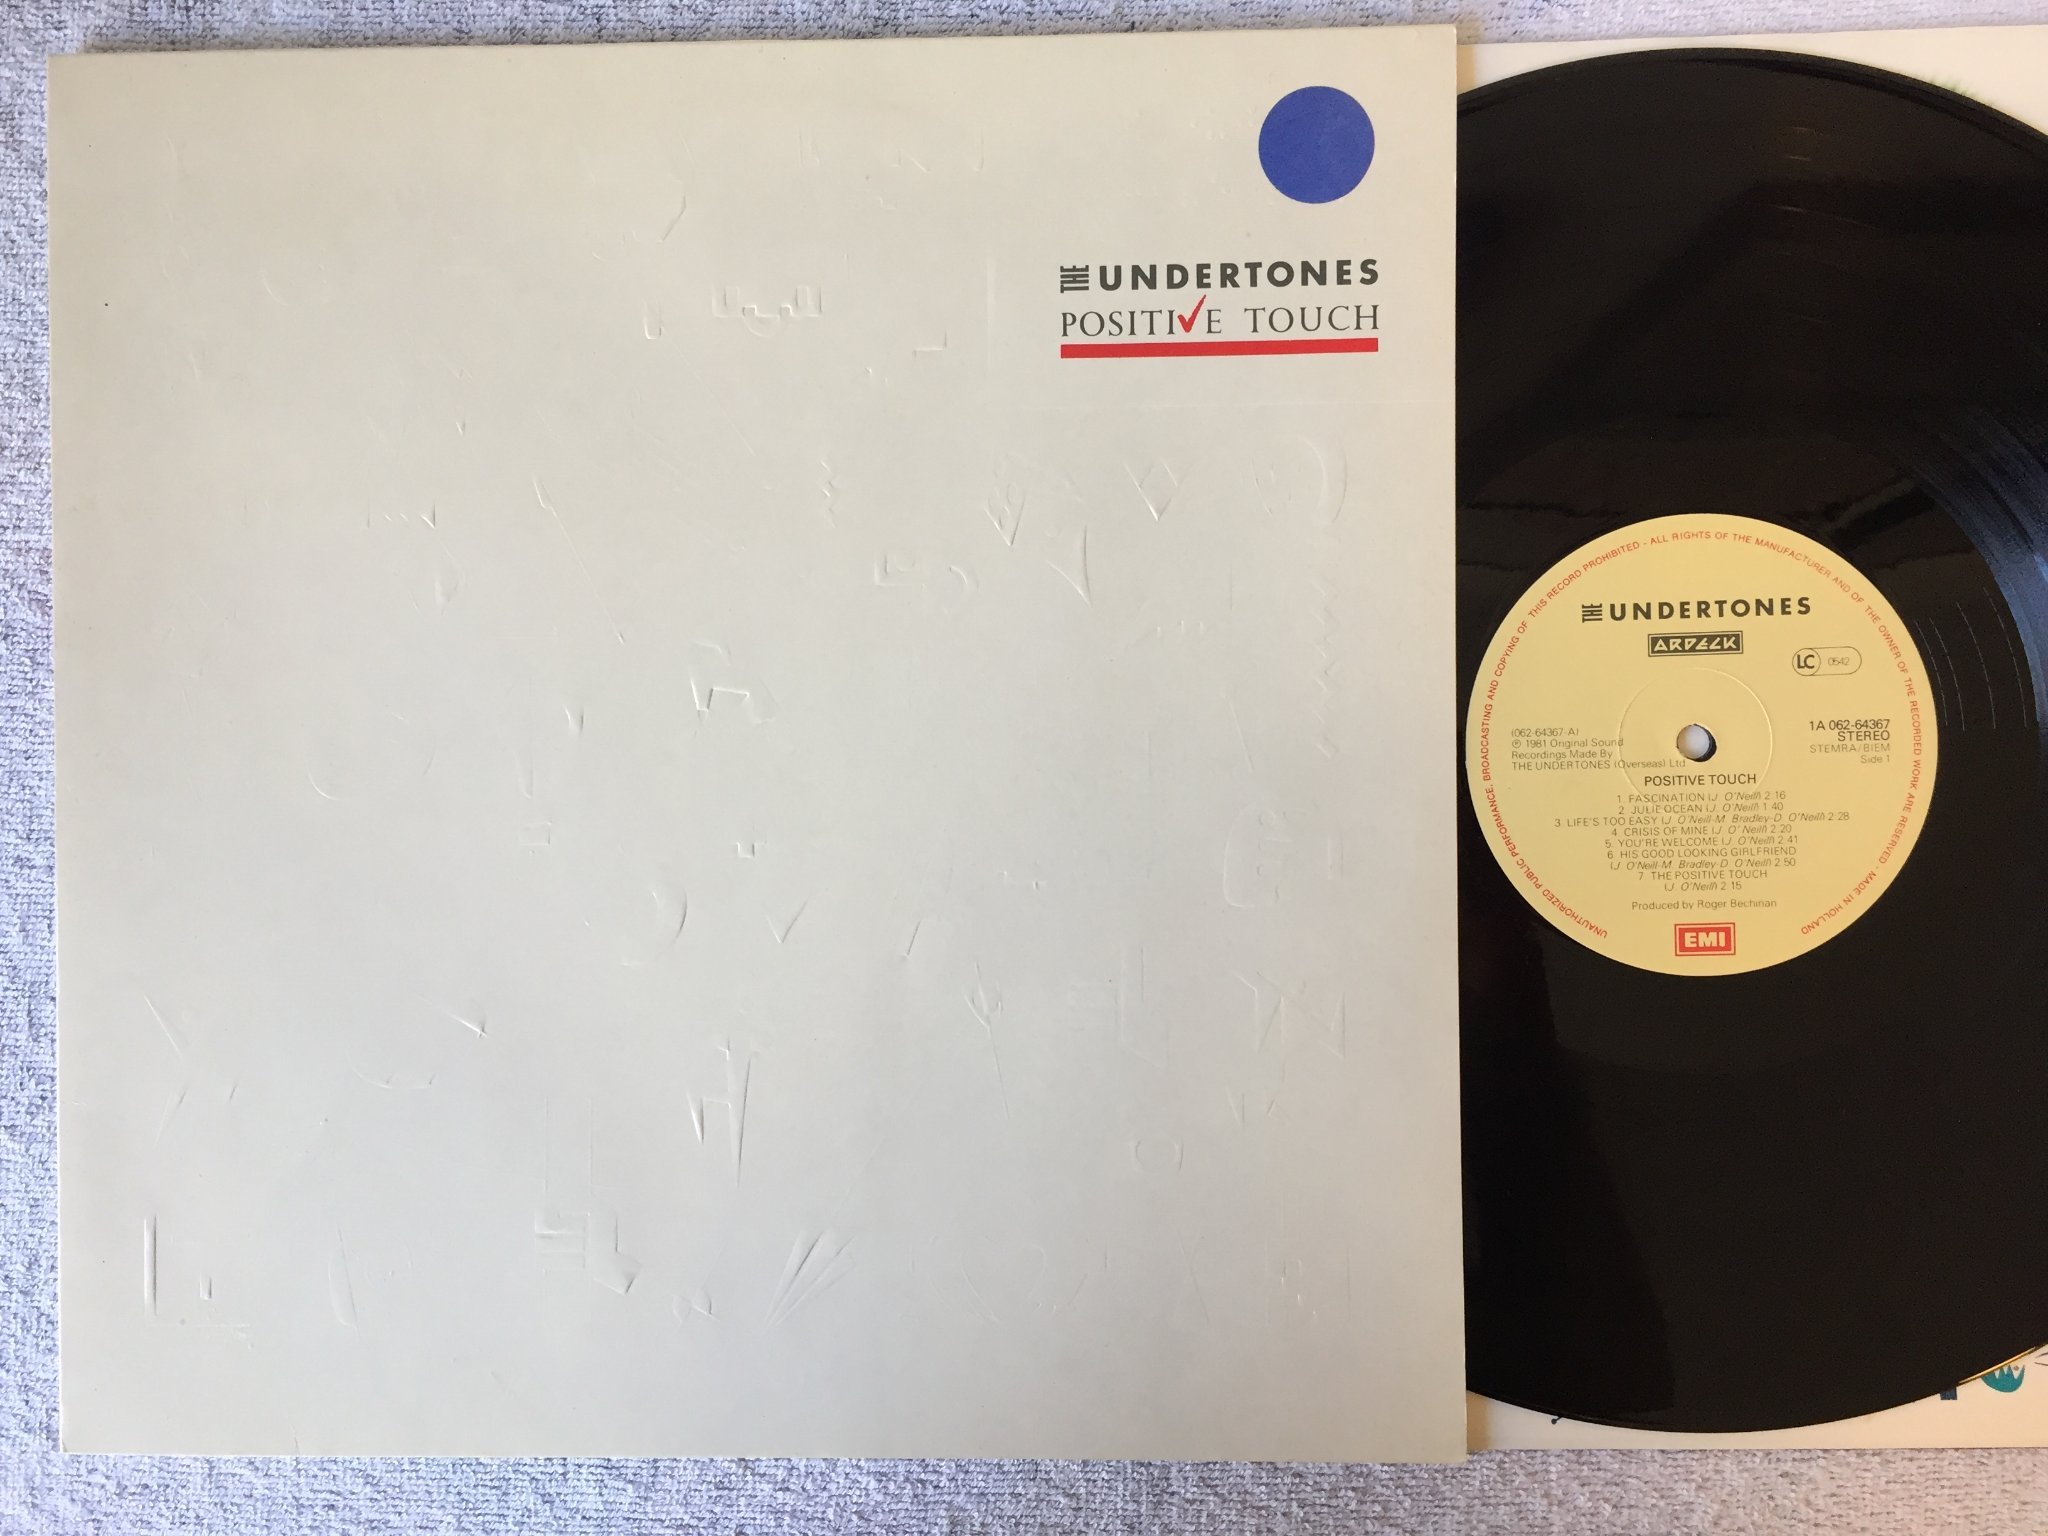 THE UNDERTONES
POSITIVE TOUCH
UNAUTHORIZED PUBLIC PERFORMANCE, BROADCASTING AND COPYING OF THIS RECORD PROHIBITED - ALL RIGHTS OF THE MANUFACTURER AND OF THE OWNER OF THE RECORDED WORK ARE RESERVED - MADE IN HOLLAND
THE UNDERTONES
ARDECK
LC 0542
(062-64367-A)
℗ 1981 Original Sound
Recordings Made By
THE UNDERTONES (Overseas) Ltd
1A 062-64367
STEREO
STEMRA/BIEM
Side 1
POSITIVE TOUCH
1. FASCINATION (J. O'Neill) 2.16
2. JULIE OCEAN (J. O'Neill) 1.40
3. LIFE'S TOO EASY (J. O'Neill-M. Bradley-D. O'Neill) 2.28
4. CRISIS OF MINE (J. O'Neill) 2.20
5. YOU'RE WELCOME (J. O'Neill) 2.41
6. HIS GOOD LOOKING GIRLFRIEND
(J. O'Neill-M. Bradley-D. O'Neill) 2.50
7. THE POSITIVE TOUCH
(J. O'Neill) 2.15
Produced by Roger Bechirian
EMI